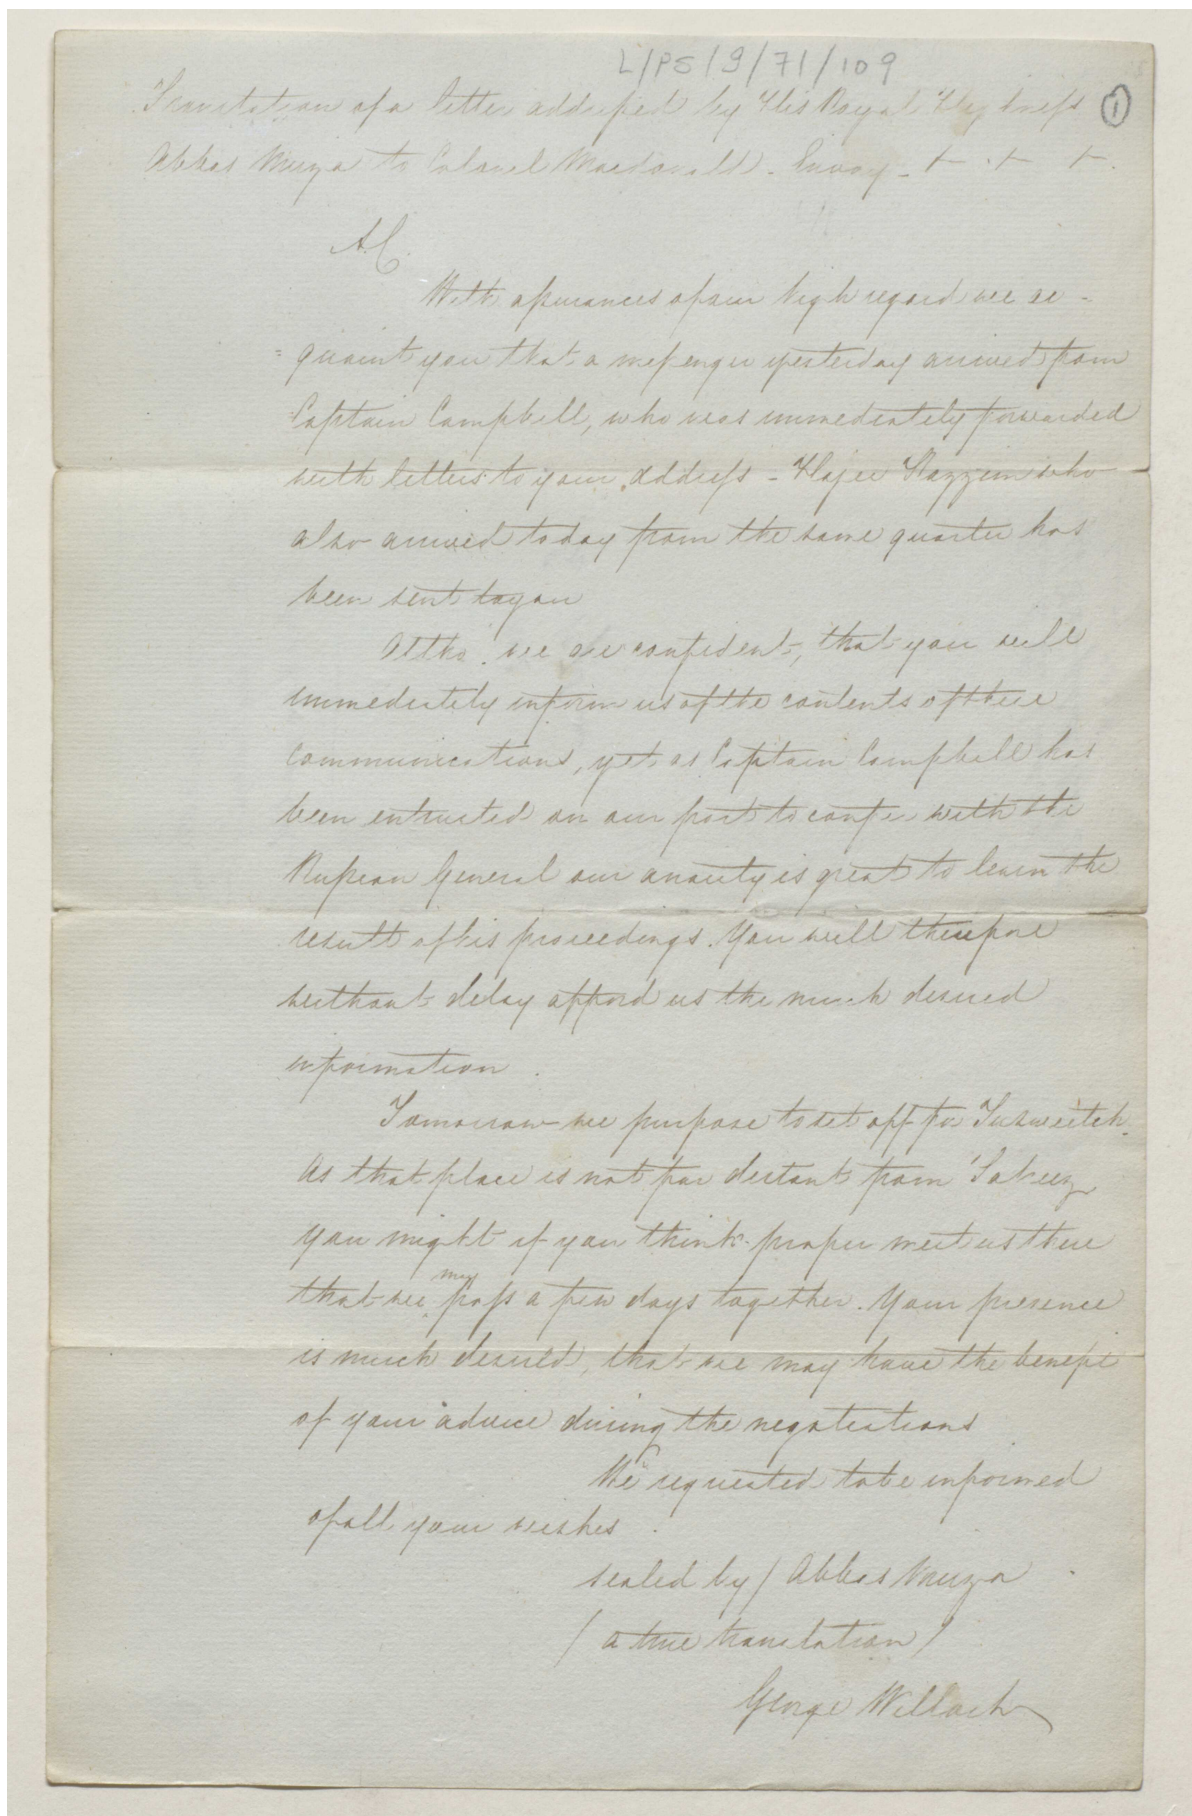 L/PS/9/71/109
Translation of a letter addressed by His Royal Highness ①
Abbas Mirza to Colonel Macdonald - Envoy - + . + +.
A.C.
With assurances of our high regard we ac -
= quaint you that a messenger yesterday arrived from
Captain Campbell, who was immediately forwarded
with letters to your address - Hajee Kazzim who
also arrived today from the same quarter has
been sent to you
Altho' we are confident, that you will
immediately inform us of the contents of these
communications, yet as Captain Campbell has
been entrusted on our part to confer with the
Russian General our anxiety is great to learn the
result of his proceedings. You will therefore
without delay afford us the much desired
information.
Tomorrow we purpose to set off for
As that place is not far distant from Tabreez
you might if you think proper meet us there
that we may pass a few days together. Your presence
is much desired, that we may have the benefit
of your advice during the negotiations
We requested to be informed
of all your wishes.
sealed by / Abbas Mirza
/ a true translation /
George Willock